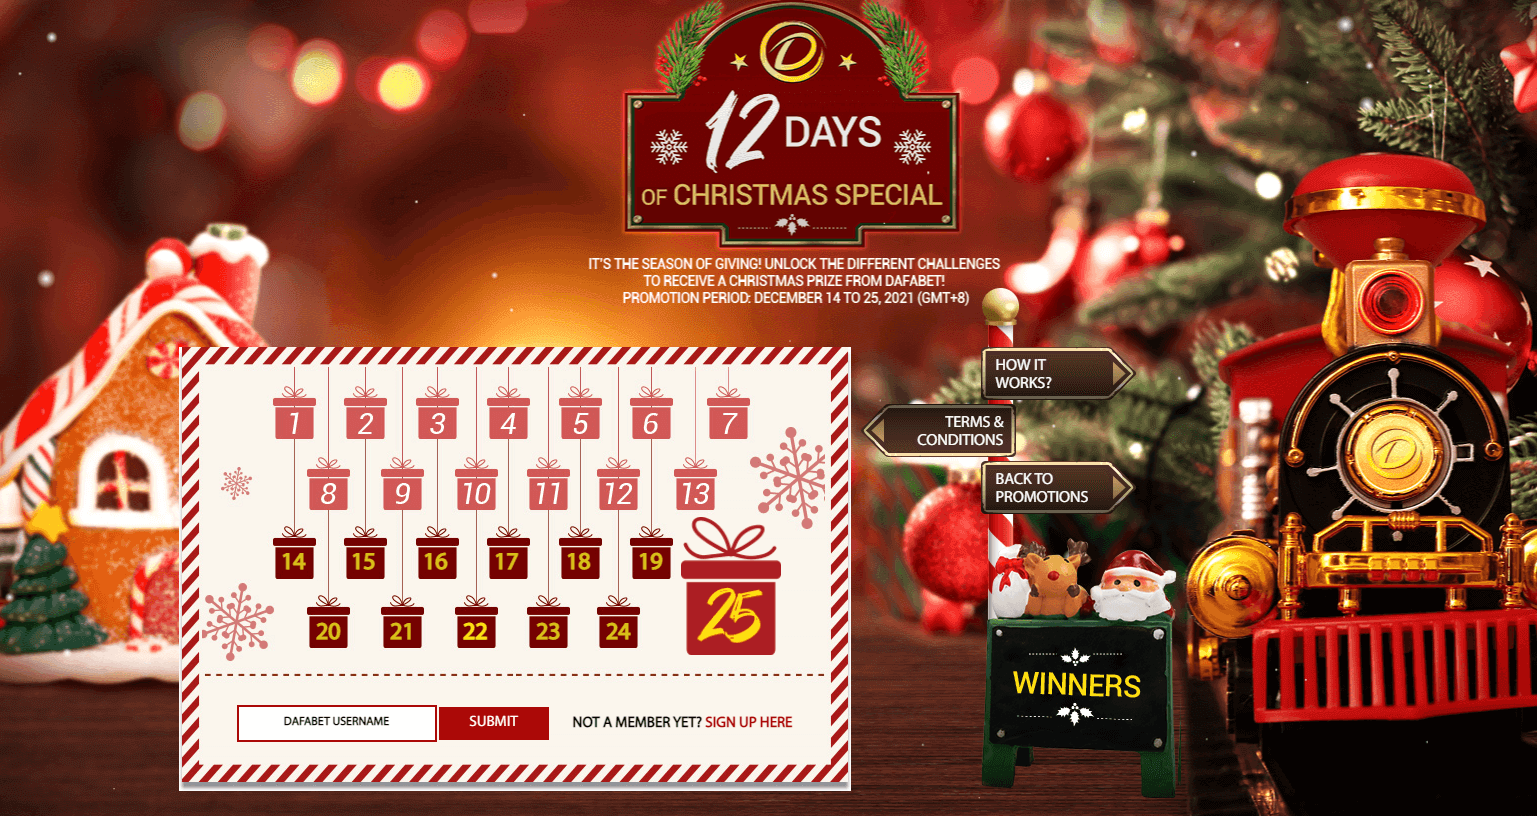 D
12 DAYS
OF CHRISTMAS SPECIAL
IT'S THE SEASON OF GIVING! UNLOCK THE DIFFERENT CHALLENGES
TO RECEIVE A CHRISTMAS PRIZE FROM DAFABET!
PROMOTION PERIOD: DECEMBER 14 TO 25, 2021 (GMT+8)
1 2 3 4 5 6 7
8 9 10 11 12 13
14 15 16 17 18 19
20 21 22 23 24 25
DAFABET USERNAME SUBMIT NOT A MEMBER YET? SIGN UP HERE
HOW IT
WORKS?
TERMS &
CONDITIONS
BACK TO
PROMOTIONS
WINNERS
D